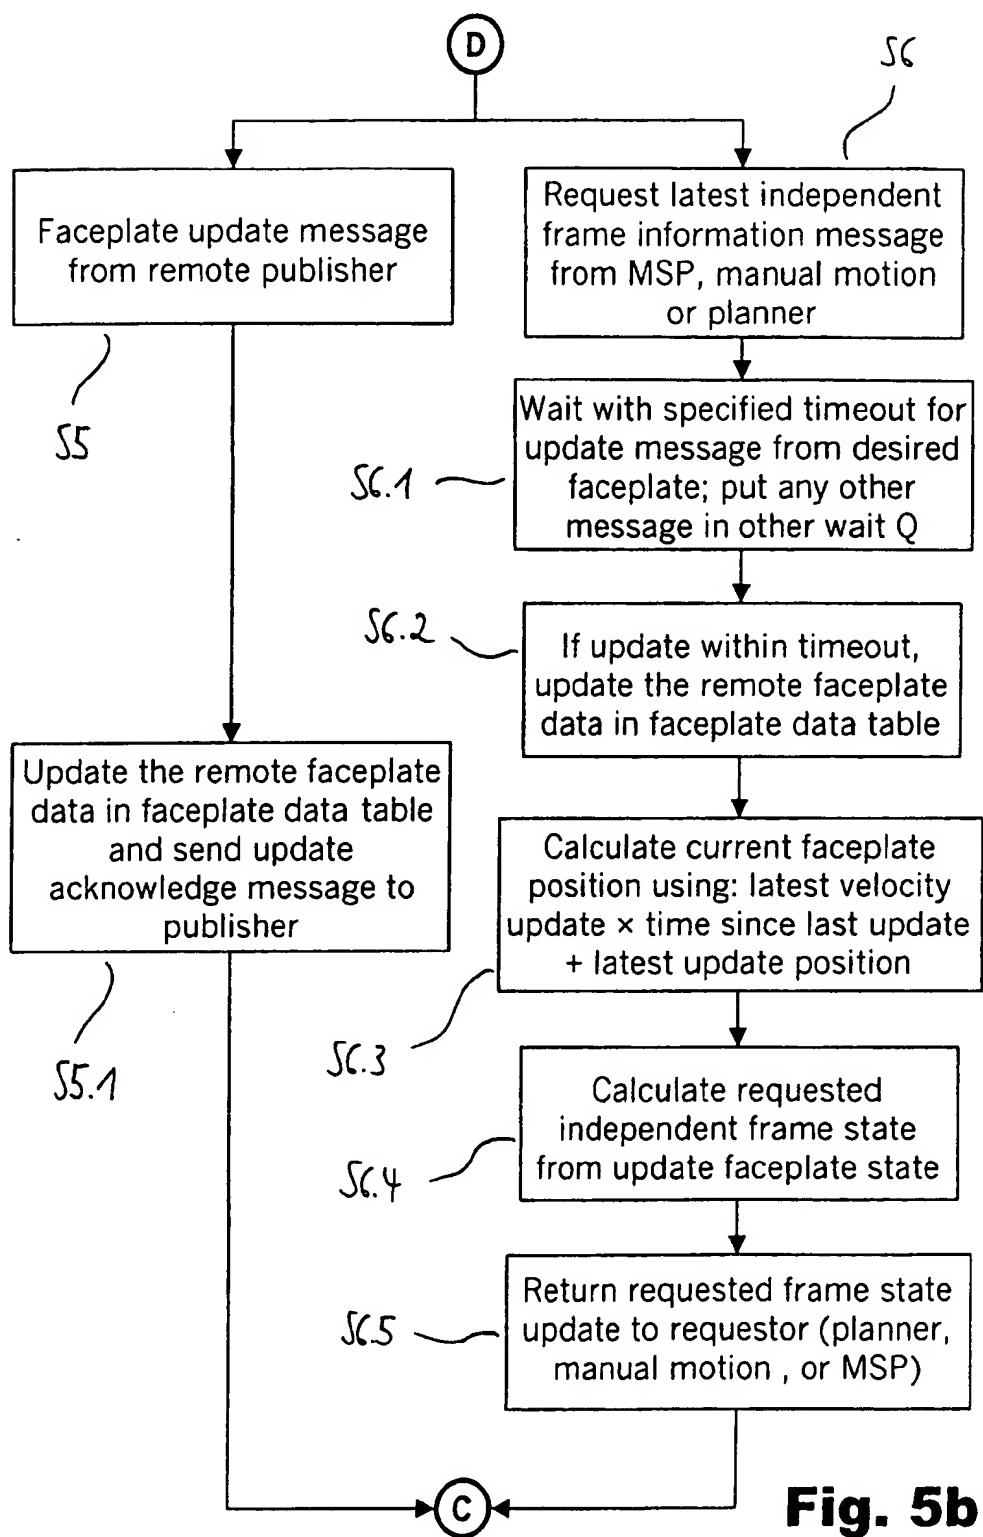 D
S6
Faceplate update message
from remote publisher
S5
Request latest independent
frame information message
from MSP, manual motion
or planner
Wait with specified timeout for
update message from desired
faceplate; put any other
message in other wait Q
S6.1
If update within timeout,
update the remote faceplate
data in faceplate data table
S6.2
Update the remote faceplate
data in faceplate data table
and send update
acknowledge message to
publisher
S5.1
Calculate current faceplate
position using: latest velocity
update × time since last update
+ latest update position
S6.3
Calculate requested
independent frame state
from update faceplate state
S6.4
Return requested frame state
update to requestor (planner,
manual motion , or MSP)
S6.5
C
Fig. 5b